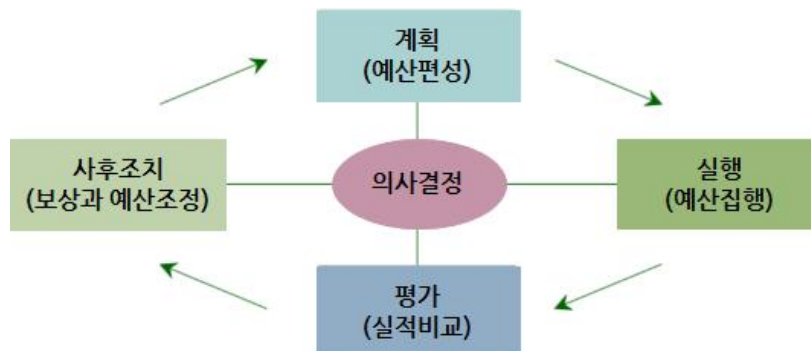 계획
(예산편성)
사후조치
(보상과 예산조정)
의사결정
실행
(예산집행)
평가
(실적비교)